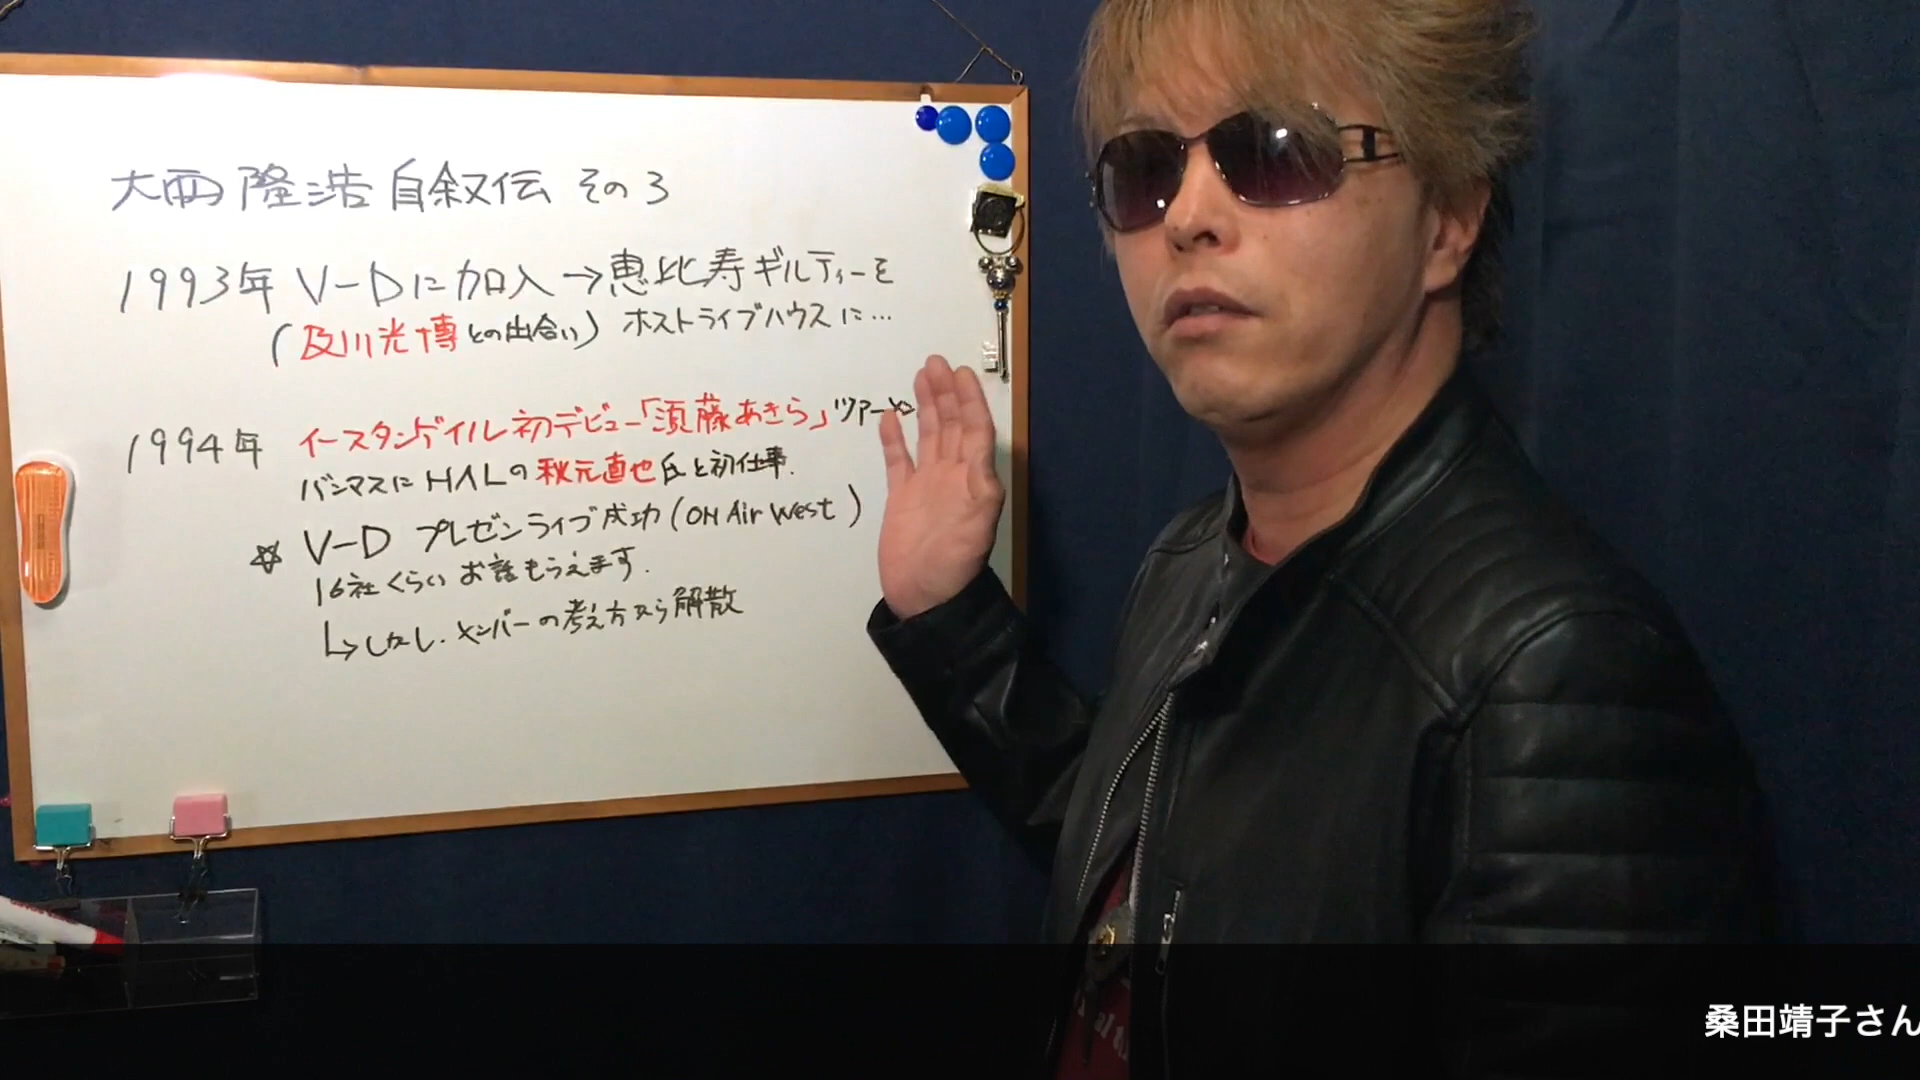 大西隆浩自叙伝 その3
1993年 V-Dに加入→恵比寿ギルティーを
(及川光博との出会い) ホストライブハウスに…
1994年 イースタンゲイル初デビュー「須藤あきら」ツアーメン
バンマスにHALの秋元直也氏と初仕事.
☆ V-D プレゼンライブ成功(ON Air West)
16社くらいお話もらえます.
↳しかし.メンバーの考え方から解散
桑田靖子さん